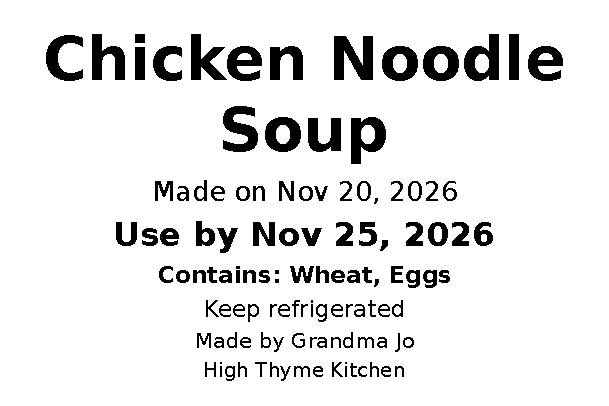 Chicken Noodle
Soup
Made on Nov 20, 2026
Use by Nov 25, 2026
Contains: Wheat, Eggs
Keep refrigerated
Made by Grandma Jo
High Thyme Kitchen